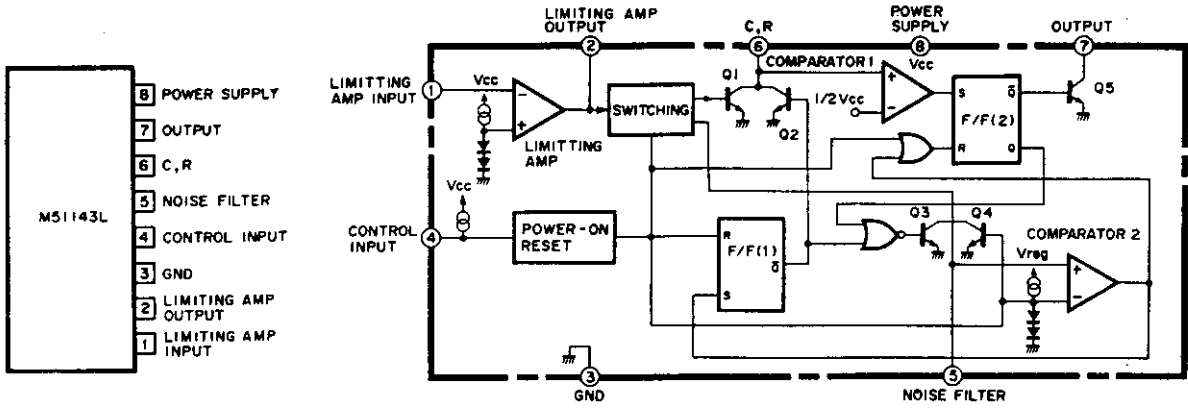 M51143L
8 POWER SUPPLY
7 OUTPUT
6 C,R
5 NOISE FILTER
4 CONTROL INPUT
3 GND
2 LIMITING AMP
OUTPUT
1 LIMITING AMP
INPUT
LIMITING AMP
OUTPUT
2
C,R
6
POWER
SUPPLY
8
OUTPUT
7
LIMITTING
AMP INPUT
1
Vcc
−
+
LIMITTING
AMP
SWITCHING
Q1
Q2
COMPARATOR 1
+
−
Vcc
1/2Vcc
S Q̅
F/F(2)
R Q
Q5
CONTROL
INPUT
4
Vcc
POWER-ON
RESET
R
F/F(1)
Q̅
S
Q3
Q4
COMPARATOR 2
Vreg
+
−
3
GND
5
NOISE FILTER